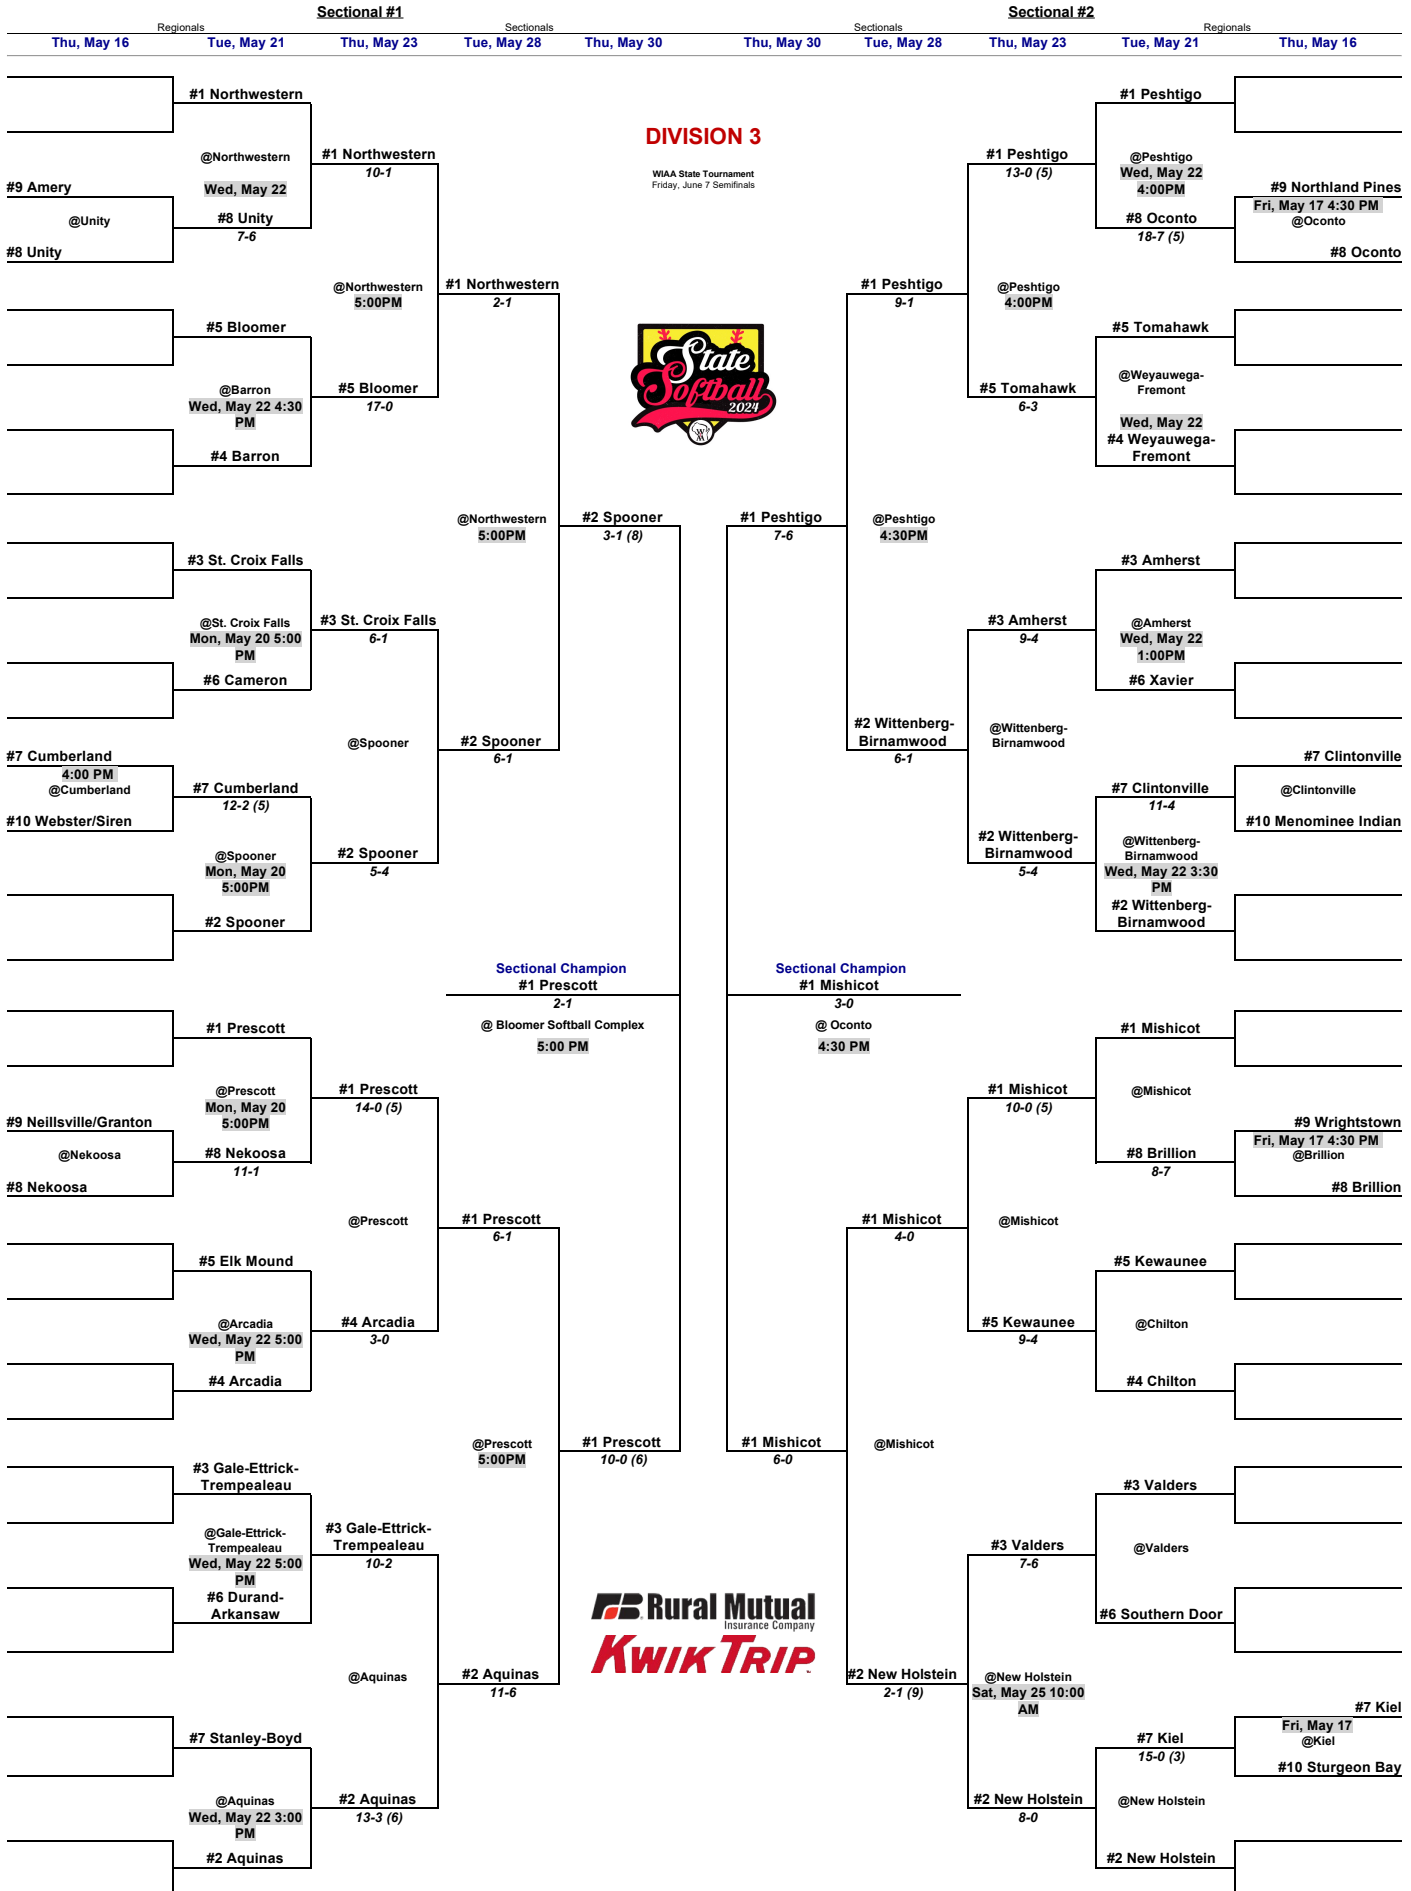 Sectional #1
Sectional #2
Regionals
Sectionals
Sectionals
Regionals
Thu, May 16
Tue, May 21
Thu, May 23
Tue, May 28
Thu, May 30
Thu, May 30
Tue, May 28
Thu, May 23
Tue, May 21
Thu, May 16
DIVISION 3
WIAA State Tournament
Friday, June 7 Semifinals
State
Softball
2024
#9 Amery
@Unity
#8 Unity
#7 Cumberland
4:00 PM
@Cumberland
#10 Webster/Siren
#9 Neillsville/Granton
@Nekoosa
#8 Nekoosa
#1 Northwestern
@Northwestern
Wed, May 22
#8 Unity
7-6
#5 Bloomer
@Barron
Wed, May 22 4:30
PM
#4 Barron
#3 St. Croix Falls
@St. Croix Falls
Mon, May 20 5:00
PM
#6 Cameron
#7 Cumberland
12-2 (5)
@Spooner
Mon, May 20
5:00PM
#2 Spooner
#1 Prescott
@Prescott
Mon, May 20
5:00PM
#8 Nekoosa
11-1
#5 Elk Mound
@Arcadia
Wed, May 22 5:00
PM
#4 Arcadia
#3 Gale-Ettrick-
Trempealeau
@Gale-Ettrick-
Trempealeau
Wed, May 22 5:00
PM
#6 Durand-
Arkansaw
#7 Stanley-Boyd
@Aquinas
Wed, May 22 3:00
PM
#2 Aquinas
#1 Northwestern
10-1
@Northwestern
5:00PM
#5 Bloomer
17-0
#3 St. Croix Falls
6-1
@Spooner
#2 Spooner
5-4
#1 Prescott
14-0 (5)
@Prescott
#4 Arcadia
3-0
#3 Gale-Ettrick-
Trempealeau
10-2
@Aquinas
#2 Aquinas
13-3 (6)
#1 Northwestern
2-1
@Northwestern
5:00PM
#2 Spooner
6-1
#1 Prescott
6-1
@Prescott
5:00PM
#2 Aquinas
11-6
#2 Spooner
3-1 (8)
Sectional Champion
#1 Prescott
2-1
@ Bloomer Softball Complex
5:00 PM
#1 Prescott
10-0 (6)
#1 Peshtigo
7-6
Sectional Champion
#1 Mishicot
3-0
@ Oconto
4:30 PM
#1 Mishicot
6-0
#1 Peshtigo
9-1
@Peshtigo
4:30PM
#2 Wittenberg-
Birnamwood
6-1
#1 Mishicot
4-0
@Mishicot
#2 New Holstein
2-1 (9)
#1 Peshtigo
13-0 (5)
@Peshtigo
4:00PM
#5 Tomahawk
6-3
#3 Amherst
9-4
@Wittenberg-
Birnamwood
#2 Wittenberg-
Birnamwood
5-4
#1 Mishicot
10-0 (5)
@Mishicot
#5 Kewaunee
9-4
#3 Valders
7-6
@New Holstein
Sat, May 25 10:00
AM
#2 New Holstein
8-0
#1 Peshtigo
@Peshtigo
Wed, May 22
4:00PM
#8 Oconto
18-7 (5)
#5 Tomahawk
@Weyauwega-
Fremont
Wed, May 22
#4 Weyauwega-
Fremont
#3 Amherst
@Amherst
Wed, May 22
1:00PM
#6 Xavier
#7 Clintonville
11-4
@Wittenberg-
Birnamwood
Wed, May 22 3:30
PM
#2 Wittenberg-
Birnamwood
#1 Mishicot
@Mishicot
#8 Brillion
8-7
#5 Kewaunee
@Chilton
#4 Chilton
#3 Valders
@Valders
#6 Southern Door
#7 Kiel
15-0 (3)
@New Holstein
#2 New Holstein
#9 Northland Pines
Fri, May 17 4:30 PM
@Oconto
#8 Oconto
#7 Clintonville
@Clintonville
#10 Menominee Indian
#9 Wrightstown
Fri, May 17 4:30 PM
@Brillion
#8 Brillion
#7 Kiel
Fri, May 17
@Kiel
#10 Sturgeon Bay
Rural Mutual
Insurance Company
KWIK TRIP